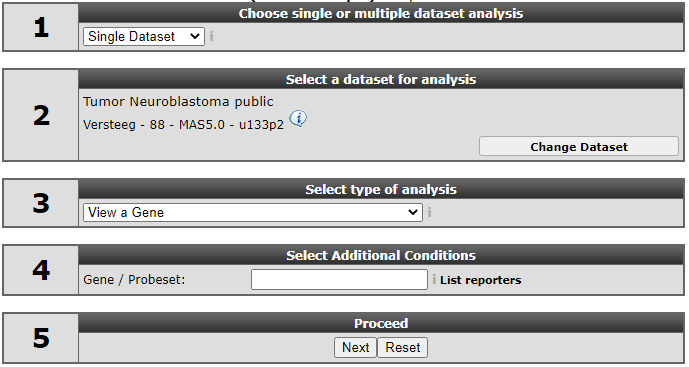 1
Choose single or multiple dataset analysis
Single Dataset
i
2
Select a dataset for analysis
Tumor Neuroblastoma public
Versteeg - 88 - MAS5.0 - u133p2 i
Change Dataset
3
Select type of analysis
View a Gene
i
4
Select Additional Conditions
Gene / Probeset:
i List reporters
5
Proceed
Next Reset